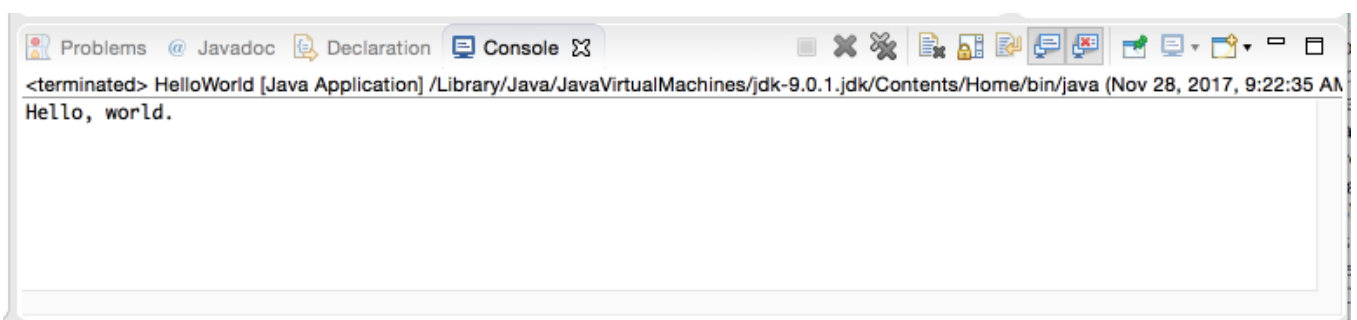 Problems @ Javadoc Declaration Console
<terminated> HelloWorld [Java Application] /Library/Java/JavaVirtualMachines/jdk-9.0.1.jdk/Contents/Home/bin/java (Nov 28, 2017, 9:22:35 AM
Hello, world.